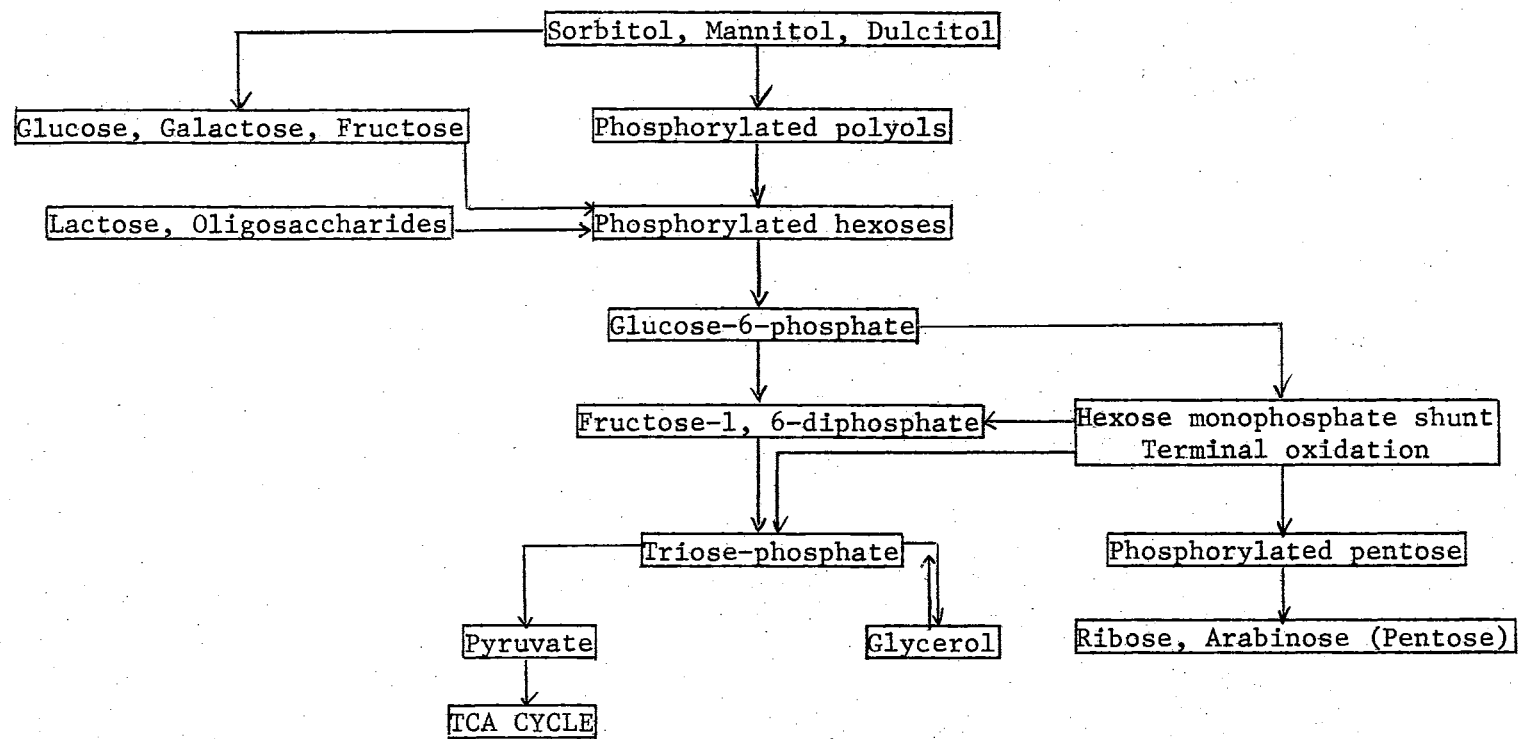 Sorbitol, Mannitol, Dulcitol
Glucose, Galactose, Fructose
Phosphorylated polyols
Lactose, Oligosaccharides
Phosphorylated hexoses
Glucose-6-phosphate
Fructose-1, 6-diphosphate
Hexose monophosphate shunt
Terminal oxidation
Triose-phosphate
Phosphorylated pentose
Pyruvate
Glycerol
Ribose, Arabinose (Pentose)
TCA CYCLE